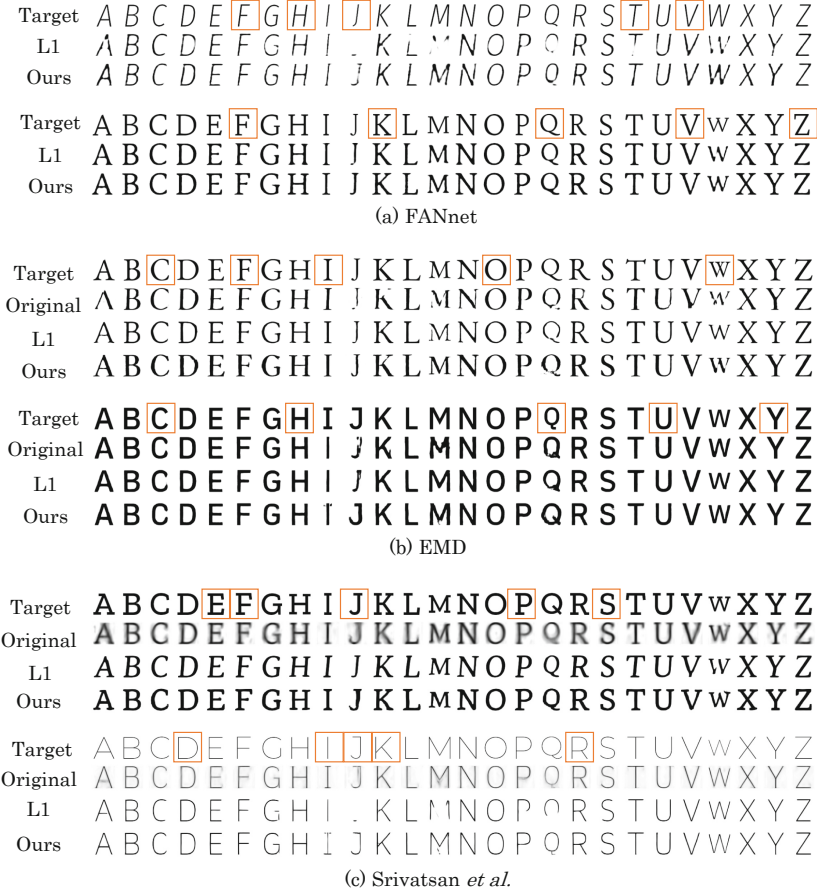 Target A B C D E F G H I J K L M N O P Q R S T U V W X Y Z
L1 A B C D E F G H I . K L M N O P Q R S T U V W X Y Z
Ours A B C D E F G H I J K L M N O P Q R S T U V W X Y Z
Target A B C D E F G H I J K L M N O P Q R S T U V W X Y Z
L1 A B C D E F G H I J K L M N O P Q R S T U V W X Y Z
Ours A B C D E F G H I J K L M N O P Q R S T U V W X Y Z
(a) FANnet
Target A B C D E F G H I J K L M N O P Q R S T U V W X Y Z
Original A B C D E F G H I J K L M N O P Q R S T U V W X Y Z
L1 A B C D E F G H I J K L M N O P Q R S T U V W X Y Z
Ours A B C D E F G H I J K L M N O P Q R S T U V W X Y Z
Target A B C D E F G H I J K L M N O P Q R S T U V W X Y Z
Original A B C D E F G H I J K L M N O P Q R S T U V W X Y Z
L1 A B C D E F G H I J K L M N O P Q R S T U V W X Y Z
Ours A B C D E F G H I J K L M N O P Q R S T U V W X Y Z
(b) EMD
Target A B C D E F G H I J K L M N O P Q R S T U V W X Y Z
Original A B C D E F G H I J K L M N O P Q R S T U V W X Y Z
L1 A B C D E F G H I J K L M N O P Q R S T U V W X Y Z
Ours A B C D E F G H I J K L M N O P Q R S T U V W X Y Z
Target A B C D E F G H I J K L M N O P Q R S T U V W X Y Z
Original A B C D E F G H I J K L M N O P Q R S T U V W X Y Z
L1 A B C D E F G H I . K L M N O P Q R S T U V W X Y Z
Ours A B C D E F G H I J K L M N O P Q R S T U V W X Y Z
(c) Srivatsan et al.